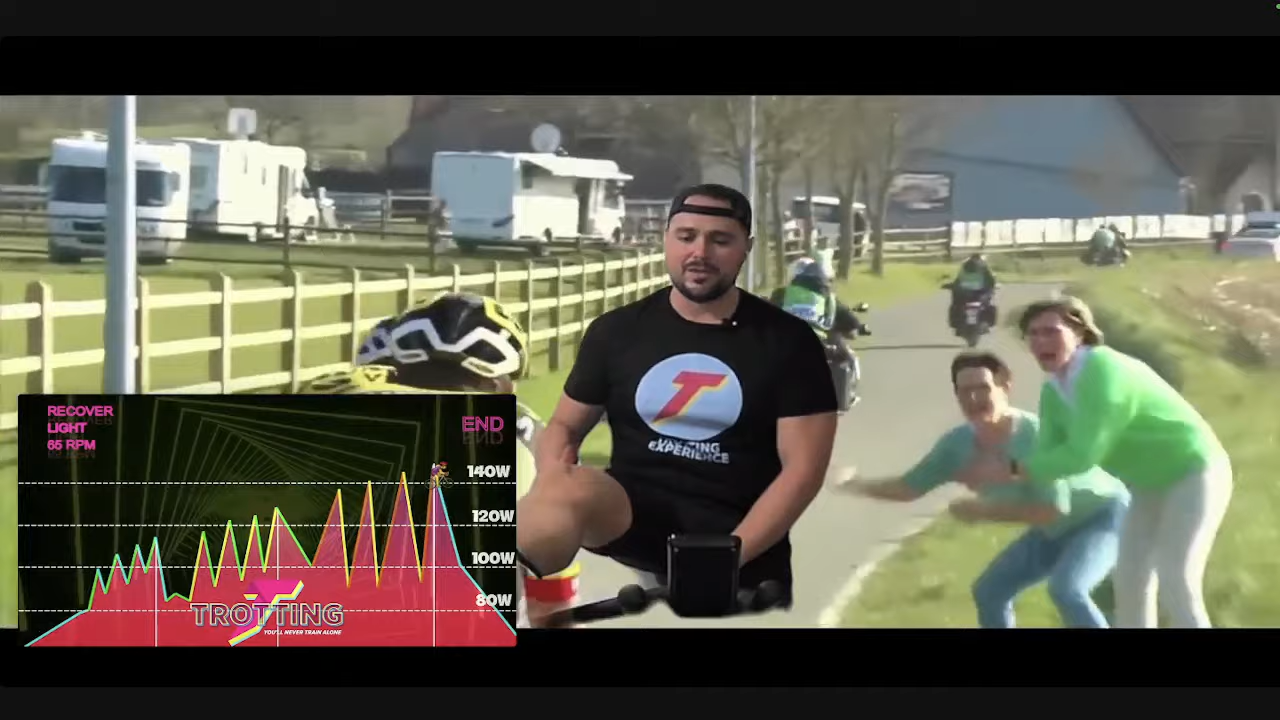 RECOVER
LIGHT
65 RPM
END
140W
120W
100W
80W
TROTTING
YOU'LL NEVER TRAIN ALONE
T
EXPERIENCE